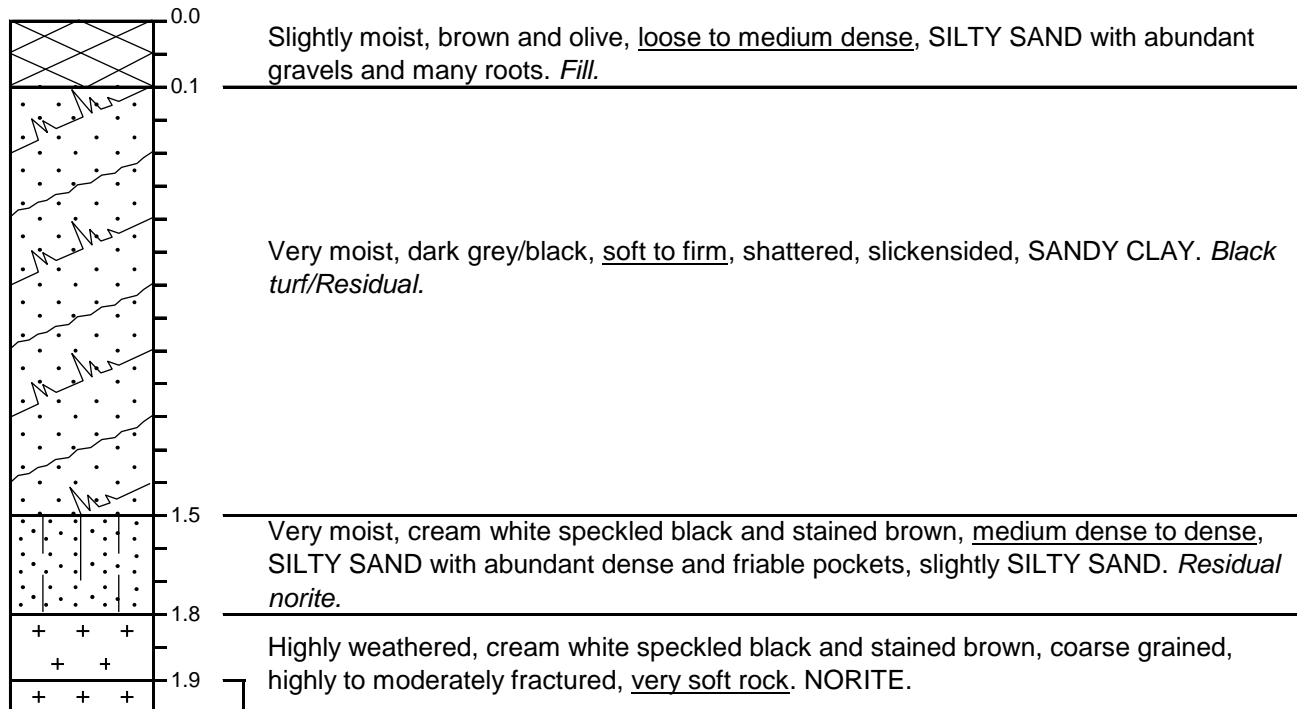 0.0
Slightly moist, brown and olive, loose to medium dense, SILTY SAND with abundant
gravels and many roots. Fill.
0.1
Very moist, dark grey/black, soft to firm, shattered, slickensided, SANDY CLAY. Black
turf/Residual.
1.5
Very moist, cream white speckled black and stained brown, medium dense to dense,
SILTY SAND with abundant dense and friable pockets, slightly SILTY SAND. Residual
norite.
1.8
Highly weathered, cream white speckled black and stained brown, coarse grained,
highly to moderately fractured, very soft rock. NORITE.
1.9